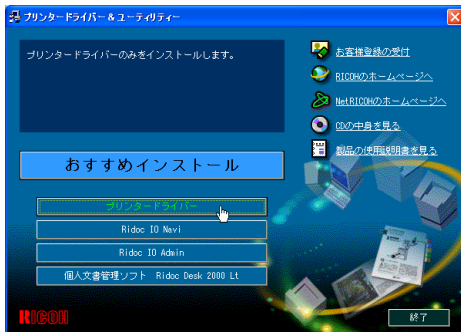 プリンタードライバー & ユーティリティー
プリンタードライバーのみをインストールします。
お客様登録の受付
RICOHのホームページへ
NetRICOHのホームページへ
CDの中身を見る
製品の使用説明書を見る
おすすめインストール
プリンタードライバー
Ridoc IO Navi
Ridoc IO Admin
個人文書管理ソフト Ridoc Desk 2000 Lt
RICOH
終了